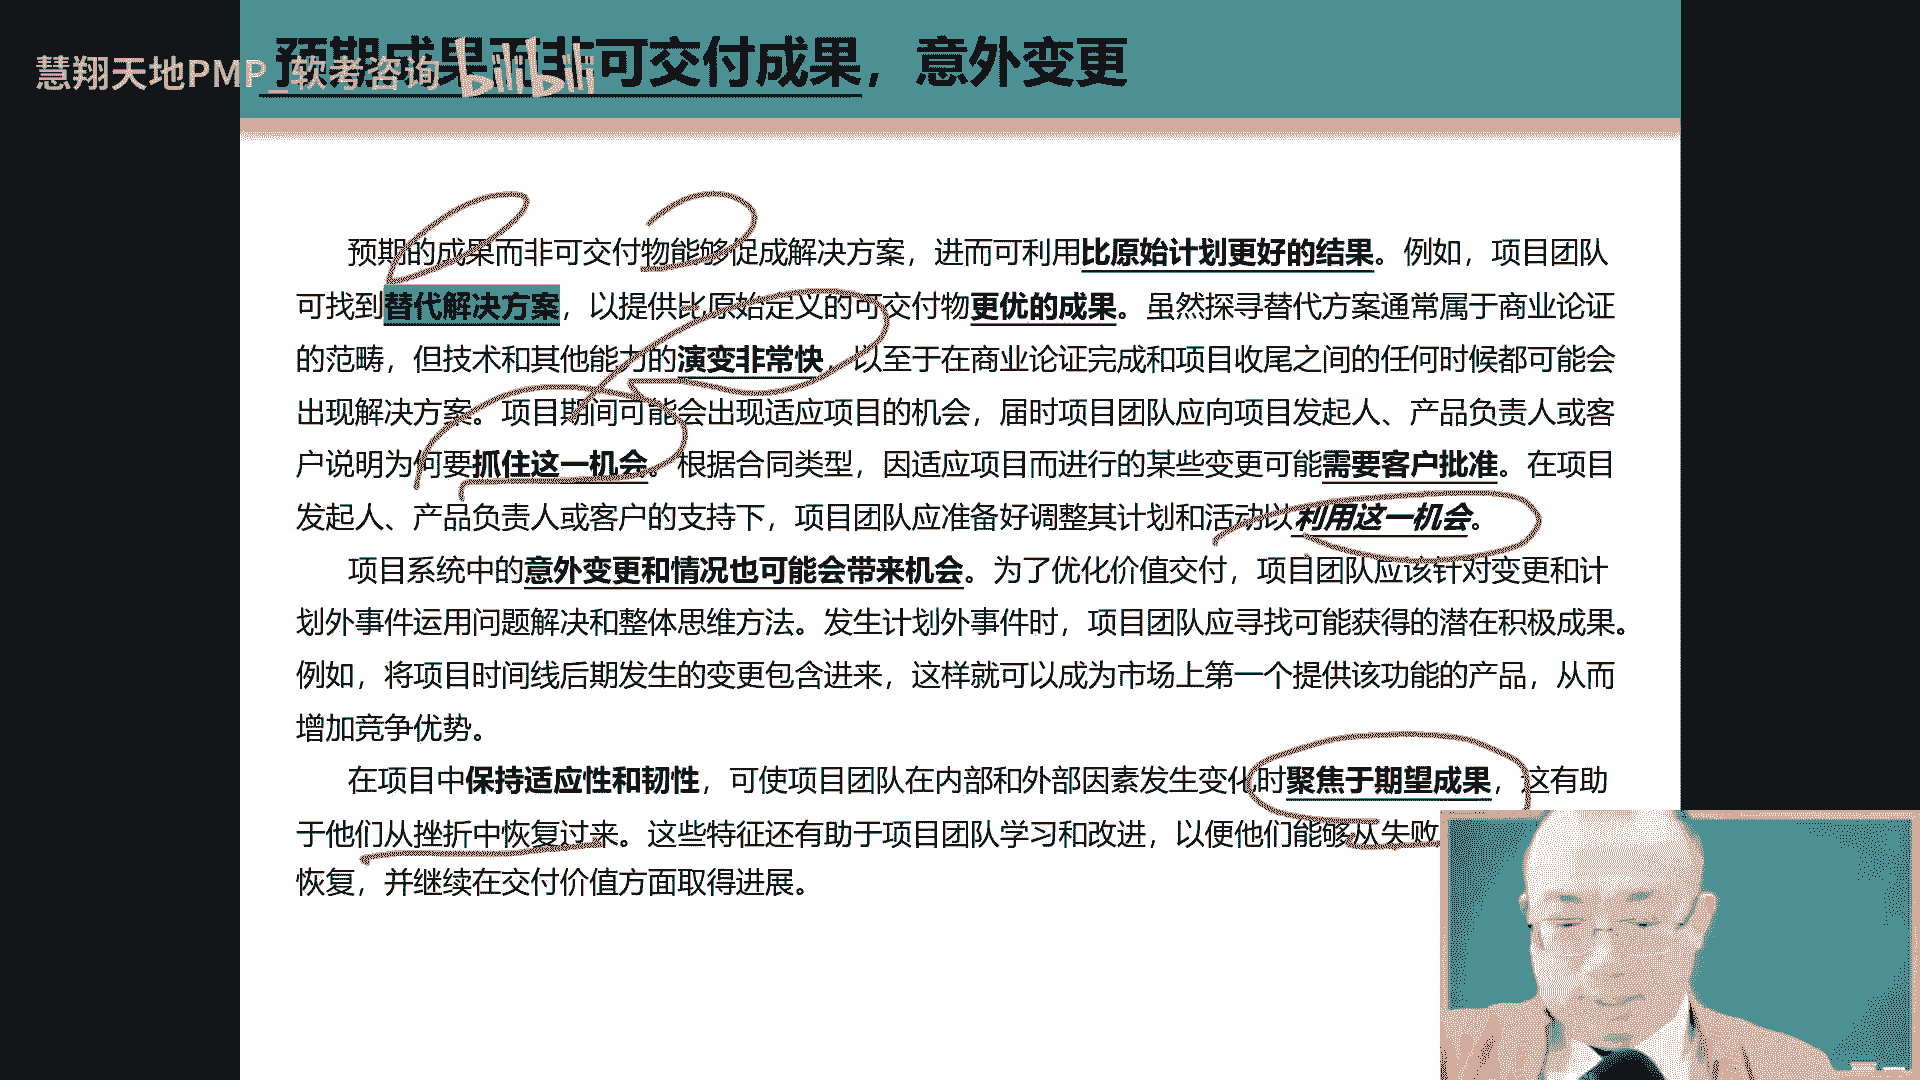 预期成果而非可交付成果，意外变更
慧翔天地PMP_软考咨询 bilibili
预期的成果而非可交付物能够促成解决方案，进而可利用比原始计划更好的结果。例如，项目团队
可找到替代解决方案，以提供比原始定义的可交付物更优的成果。虽然探寻替代方案通常属于商业论证
的范畴，但技术和其他能力的演变非常快，以至于在商业论证完成和项目收尾之间的任何时候都可能会
出现解决方案。项目期间可能会出现适应项目的机会，届时项目团队应向项目发起人、产品负责人或客
户说明为何要抓住这一机会。根据合同类型，因适应项目而进行的某些变更可能需要客户批准。在项目
发起人、产品负责人或客户的支持下，项目团队应准备好调整其计划和活动以利用这一机会。
项目系统中的意外变更和情况也可能会带来机会。为了优化价值交付，项目团队应该针对变更和计
划外事件运用问题解决和整体思维方法。发生计划外事件时，项目团队应寻找可能获得的潜在积极成果。
例如，将项目时间线后期发生的变更包含进来，这样就可以成为市场上第一个提供该功能的产品，从而
增加竞争优势。
在项目中保持适应性和韧性，可使项目团队在内部和外部因素发生变化时聚焦于期望成果，这有助
于他们从挫折中恢复过来。这些特征还有助于项目团队学习和改进，以便他们能够从失败
恢复，并继续在交付价值方面取得进展。